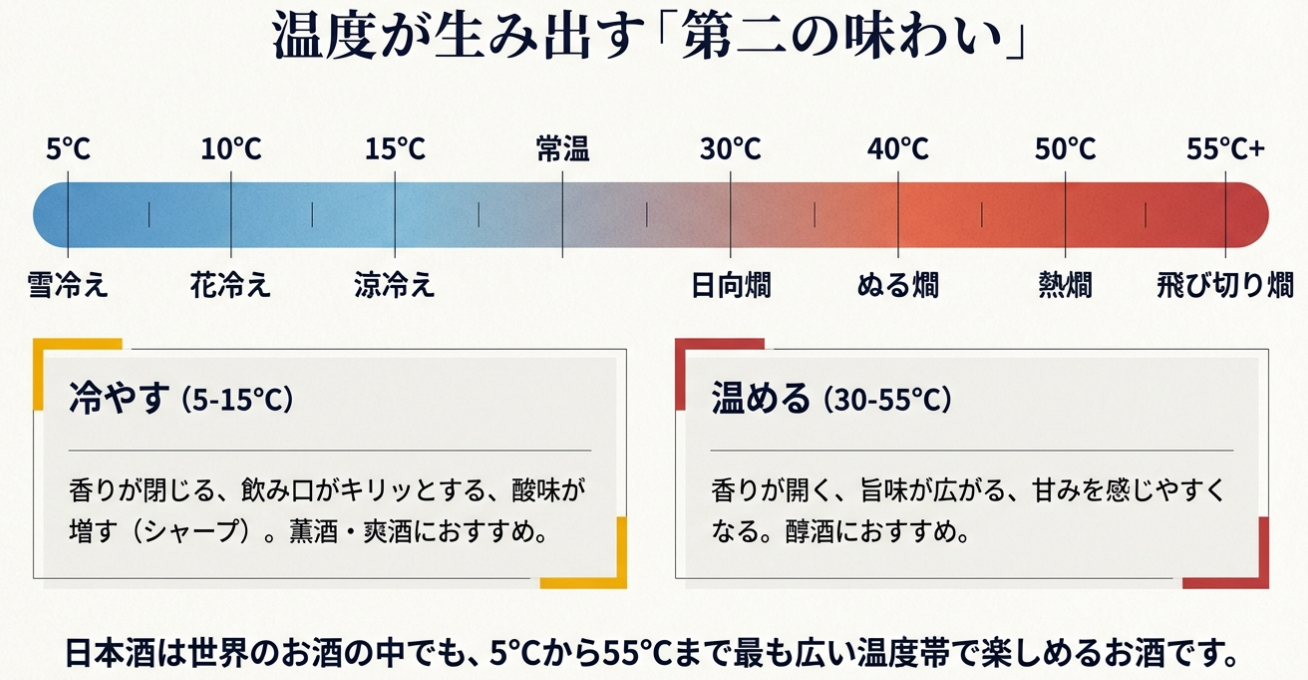 温度が生み出す「第二の味わい」
5°C 10°C 15°C 常温 30°C 40°C 50°C 55°C+
雪冷え 花冷え 涼冷え 日向燗 ぬる燗 熱燗 飛び切り燗
冷やす（5-15°C）
香りが閉じる、飲み口がキリッとする、酸味が
増す（シャープ）。薫酒・爽酒におすすめ。
温める（30-55°C）
香りが開く、旨味が広がる、甘みを感じやすく
なる。醇酒におすすめ。
日本酒は世界のお酒の中でも、5°Cから55°Cまで最も広い温度帯で楽しめるお酒です。